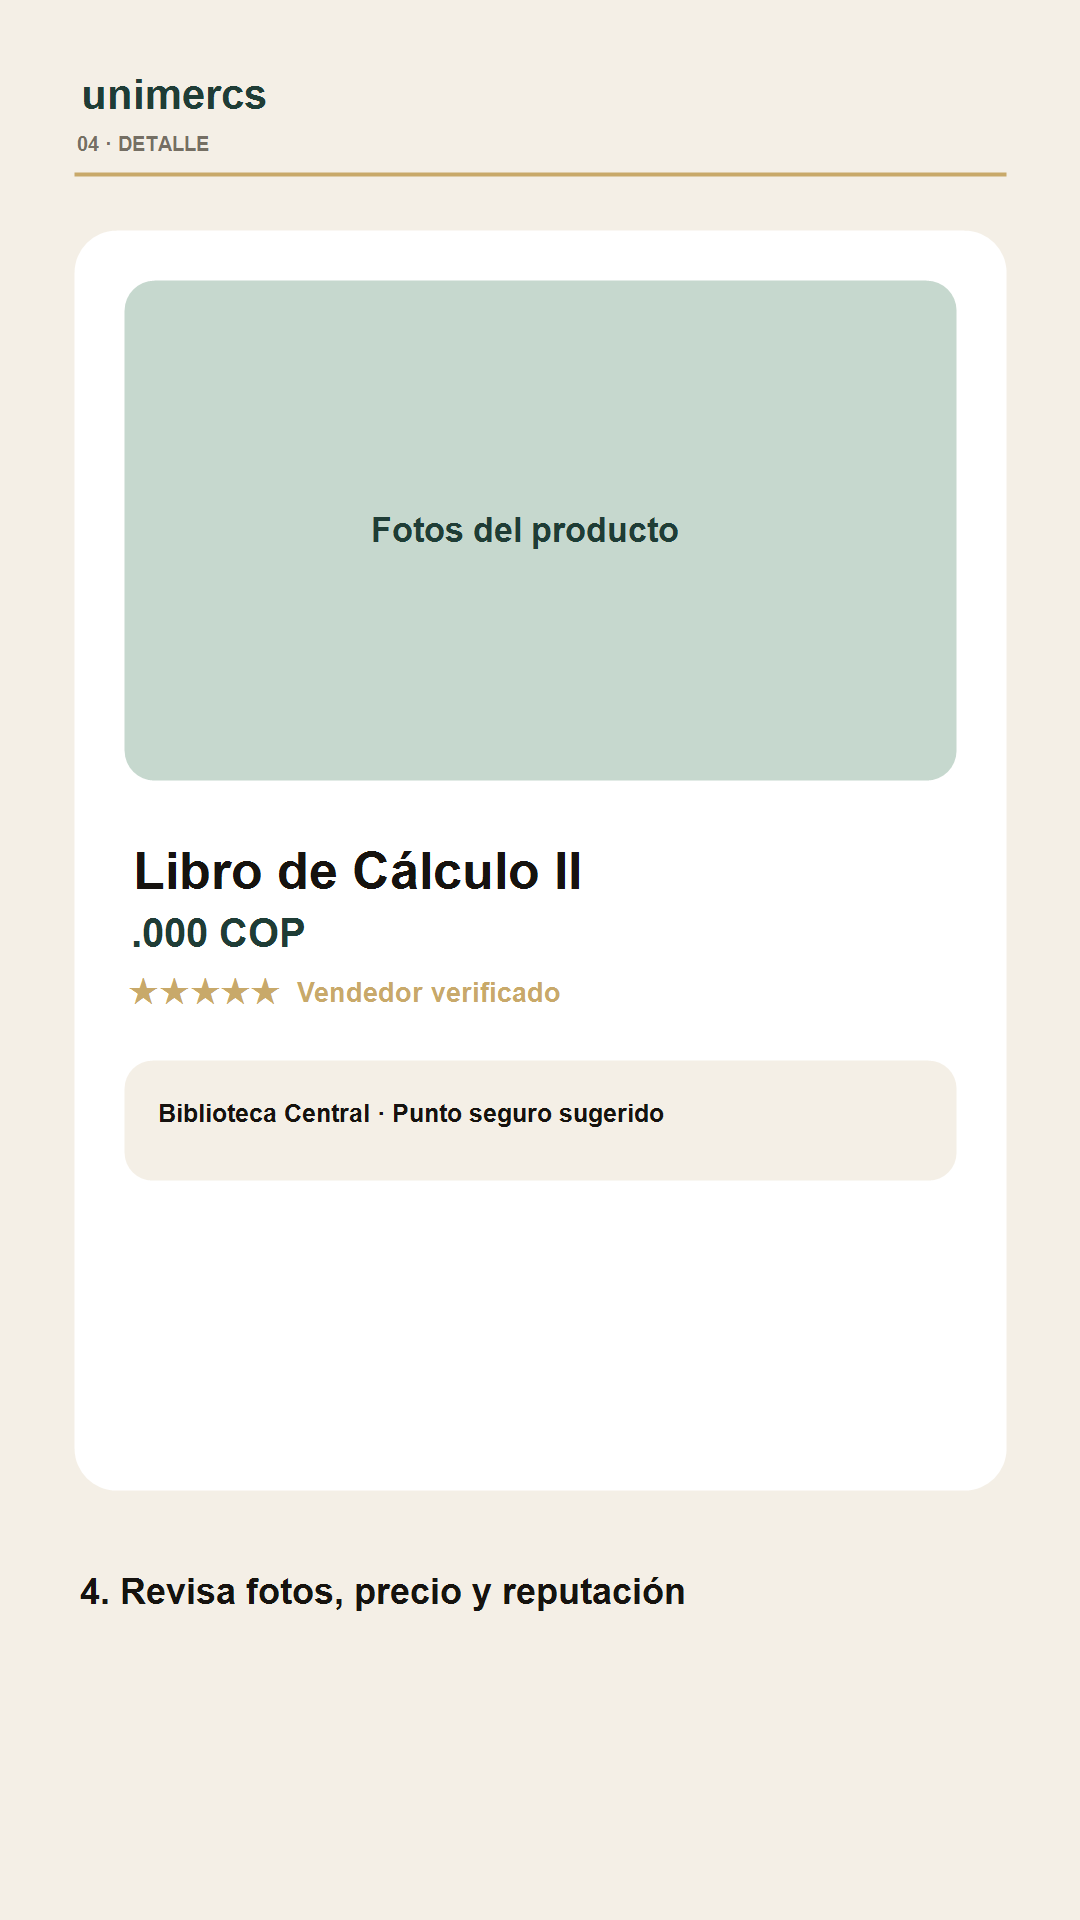 unimercs
04 · DETALLE
Fotos del producto
Libro de Cálculo II
.000 COP
★★★★★ Vendedor verificado
Biblioteca Central · Punto seguro sugerido
4. Revisa fotos, precio y reputación